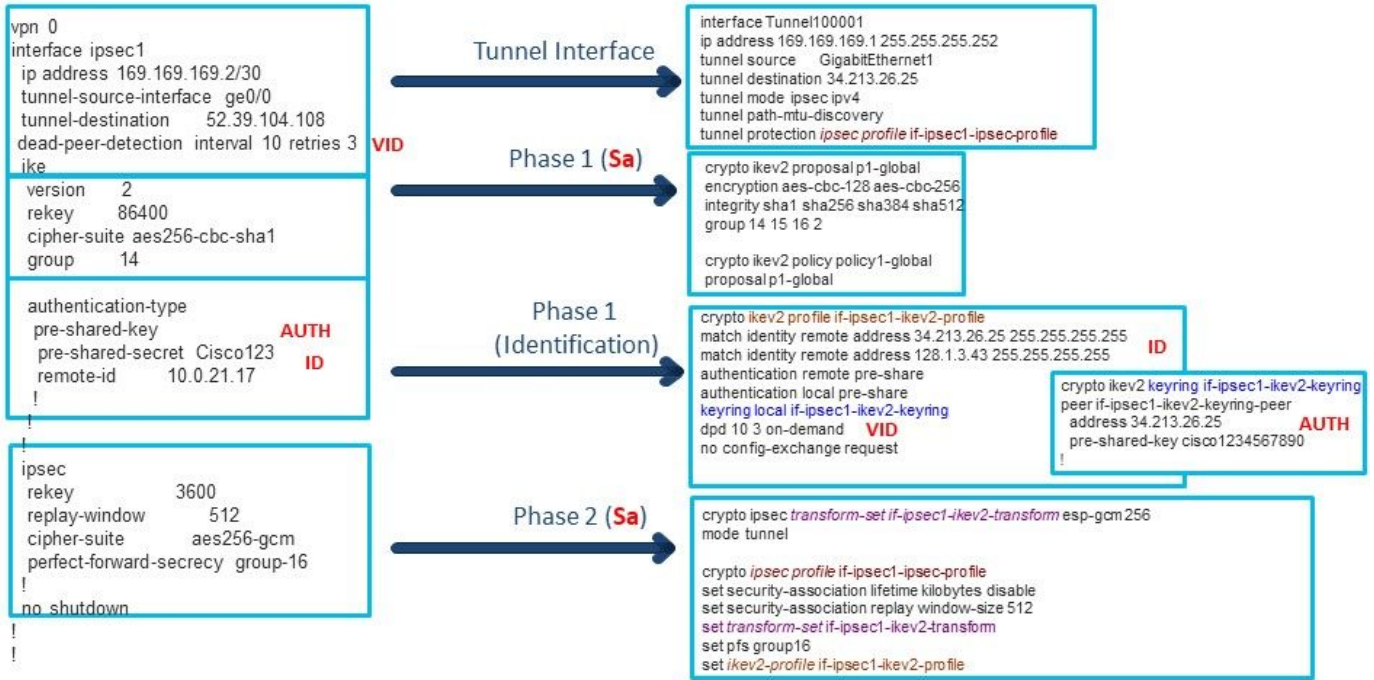 vpn 0
interface ipsec1
ip address 169.169.169.2/30
tunnel-source-interface ge0/0
tunnel-destination 52.39.104.108
dead-peer-detection interval 10 retries 3 VID
ike
version 2
rekey 86400
cipher-suite aes256-cbc-sha1
group 14
authentication-type
pre-shared-key AUTH
pre-shared-secret Cisco123
ID
remote-id 10.0.21.17
!
!
!
ipsec
rekey 3600
replay-window 512
cipher-suite aes256-gcm
perfect-forward-secrecy group-16
!
no shutdown
!
!
Tunnel Interface
Phase 1 (Sa)
Phase 1
(Identification)
Phase 2 (Sa)
interface Tunnel100001
ip address 169.169.169.1 255.255.255.252
tunnel source GigabitEthernet1
tunnel destination 34.213.26.25
tunnel mode ipsec ipv4
tunnel path-mtu-discovery
tunnel protection ipsec profile if-ipsec1-ipsec-profile
crypto ikev2 proposal p1-global
encryption aes-cbc-128 aes-cbc-256
integrity sha1 sha256 sha384 sha512
group 14 15 16 2
crypto ikev2 policy policy1-global
proposal p1-global
crypto ikev2 profile if-ipsec1-ikev2-profile
match identity remote address 34.213.26.25 255.255.255.255
match identity remote address 128.1.3.43 255.255.255.255
ID
authentication remote pre-share
authentication local pre-share
keyring local if-ipsec1-ikev2-keyring
dpd 10 3 on-demand VID
no config-exchange request
crypto ikev2 keyring if-ipsec1-ikev2-keyring
peer if-ipsec1-ikev2-keyring-peer
address 34.213.26.25 AUTH
pre-shared-key cisco1234567890
!
crypto ipsec transform-set if-ipsec1-ikev2-transform esp-gcm 256
mode tunnel
crypto ipsec profile if-ipsec1-ipsec-profile
set security-association lifetime kilobytes disable
set security-association replay window-size 512
set transform-set if-ipsec1-ikev2-transform
set pfs group16
set ikev2-profile if-ipsec1-ikev2-profile